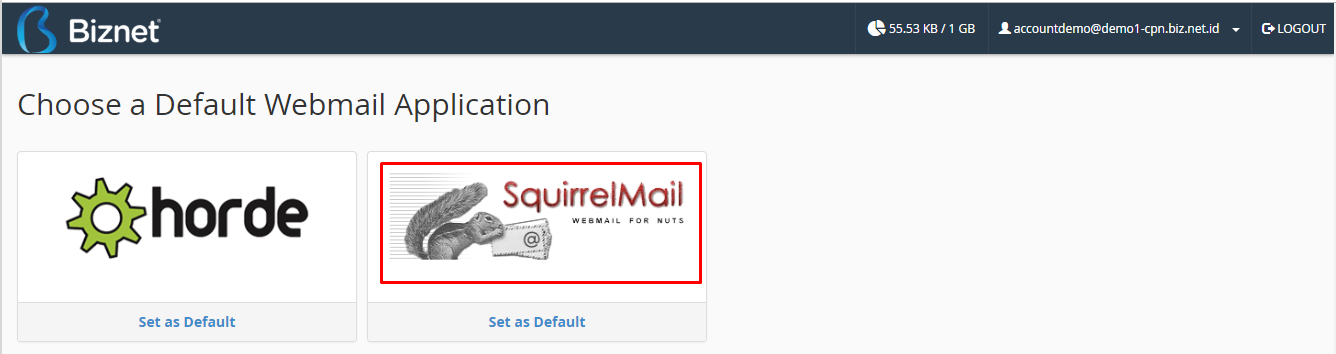 Biznet
55.53 KB / 1 GB
accountdemo@demo1-cpn.biz.net.id
LOGOUT
Choose a Default Webmail Application
horde
SquirrelMail
WEBMAIL FOR NUTS
@
Set as Default
Set as Default